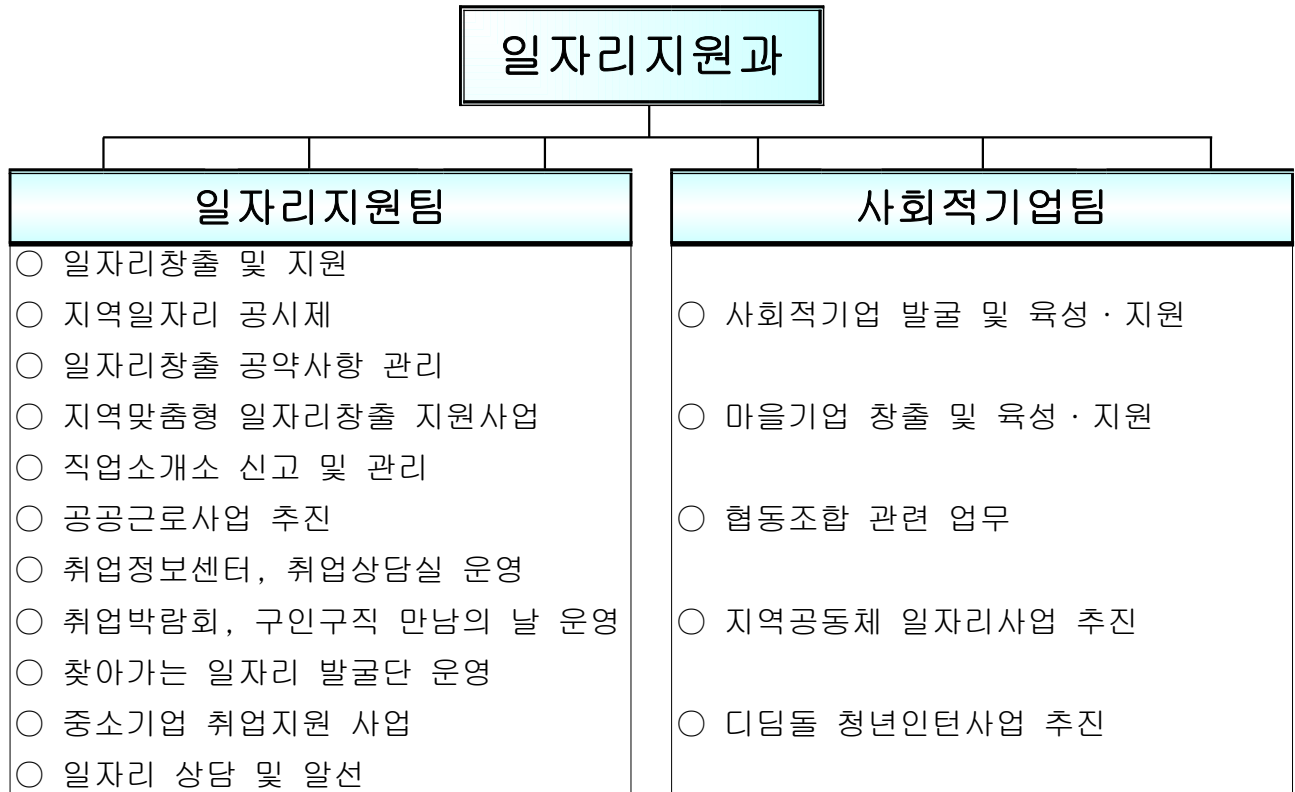 일자리지원과
일자리지원팀
○ 일자리창출 및 지원
○ 지역일자리 공시제
○ 일자리창출 공약사항 관리
○ 지역맞춤형 일자리창출 지원사업
○ 직업소개소 신고 및 관리
○ 공공근로사업 추진
○ 취업정보센터, 취업상담실 운영
○ 취업박람회, 구인구직 만남의 날 운영
○ 찾아가는 일자리 발굴단 운영
○ 중소기업 취업지원 사업
○ 일자리 상담 및 알선
사회적기업팀
○ 사회적기업 발굴 및 육성·지원
○ 마을기업 창출 및 육성·지원
○ 협동조합 관련 업무
○ 지역공동체 일자리사업 추진
○ 디딤돌 청년인턴사업 추진